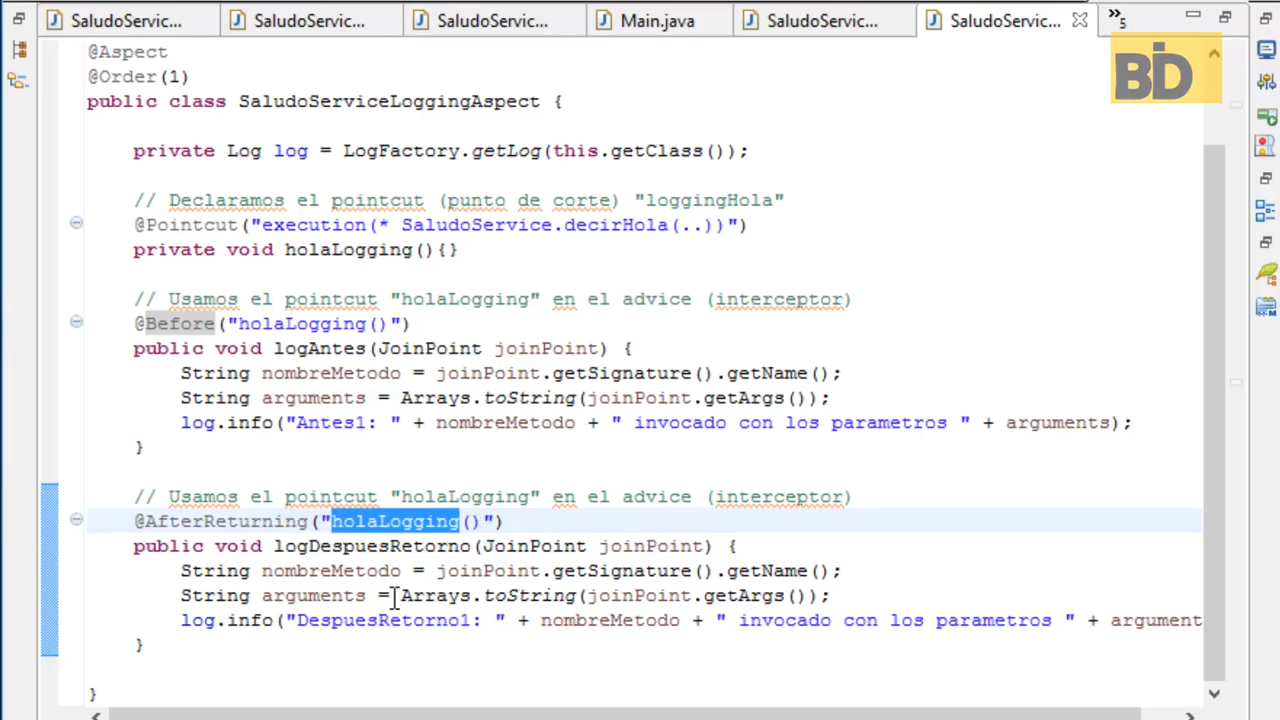 SaludoServic... SaludoServic... SaludoServic... Main.java SaludoServic... SaludoServic... »5
BD
@Aspect
@Order(1)
public class SaludoServiceLoggingAspect {
private Log log = LogFactory.getLog(this.getClass());
// Declaramos el pointcut (punto de corte) "loggingHola"
@Pointcut("execution(* SaludoService.decirHola(..))")
private void holaLogging(){}
// Usamos el pointcut "holaLogging" en el advice (interceptor)
@Before("holaLogging()")
public void logAntes(JoinPoint joinPoint) {
String nombreMetodo = joinPoint.getSignature().getName();
String arguments = Arrays.toString(joinPoint.getArgs());
log.info("Antes1: " + nombreMetodo + " invocado con los parametros " + arguments);
}
// Usamos el pointcut "holaLogging" en el advice (interceptor)
@AfterReturning("holaLogging()")
public void logDespuesRetorno(JoinPoint joinPoint) {
String nombreMetodo = joinPoint.getSignature().getName();
String arguments = Arrays.toString(joinPoint.getArgs());
log.info("DespuesRetorno1: " + nombreMetodo + " invocado con los parametros " + argument
}
}